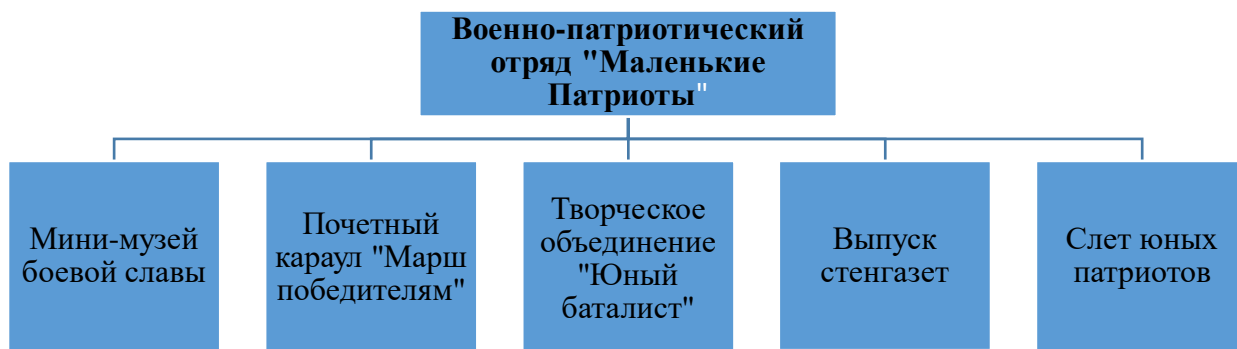 Военно-патриотический
отряд "Маленькие
Патриоты"
Мини-музей
боевой славы
Почетный
караул "Марш
победителям"
Творческое
объединение
"Юный
баталист"
Выпуск
стенгазет
Слет юных
патриотов